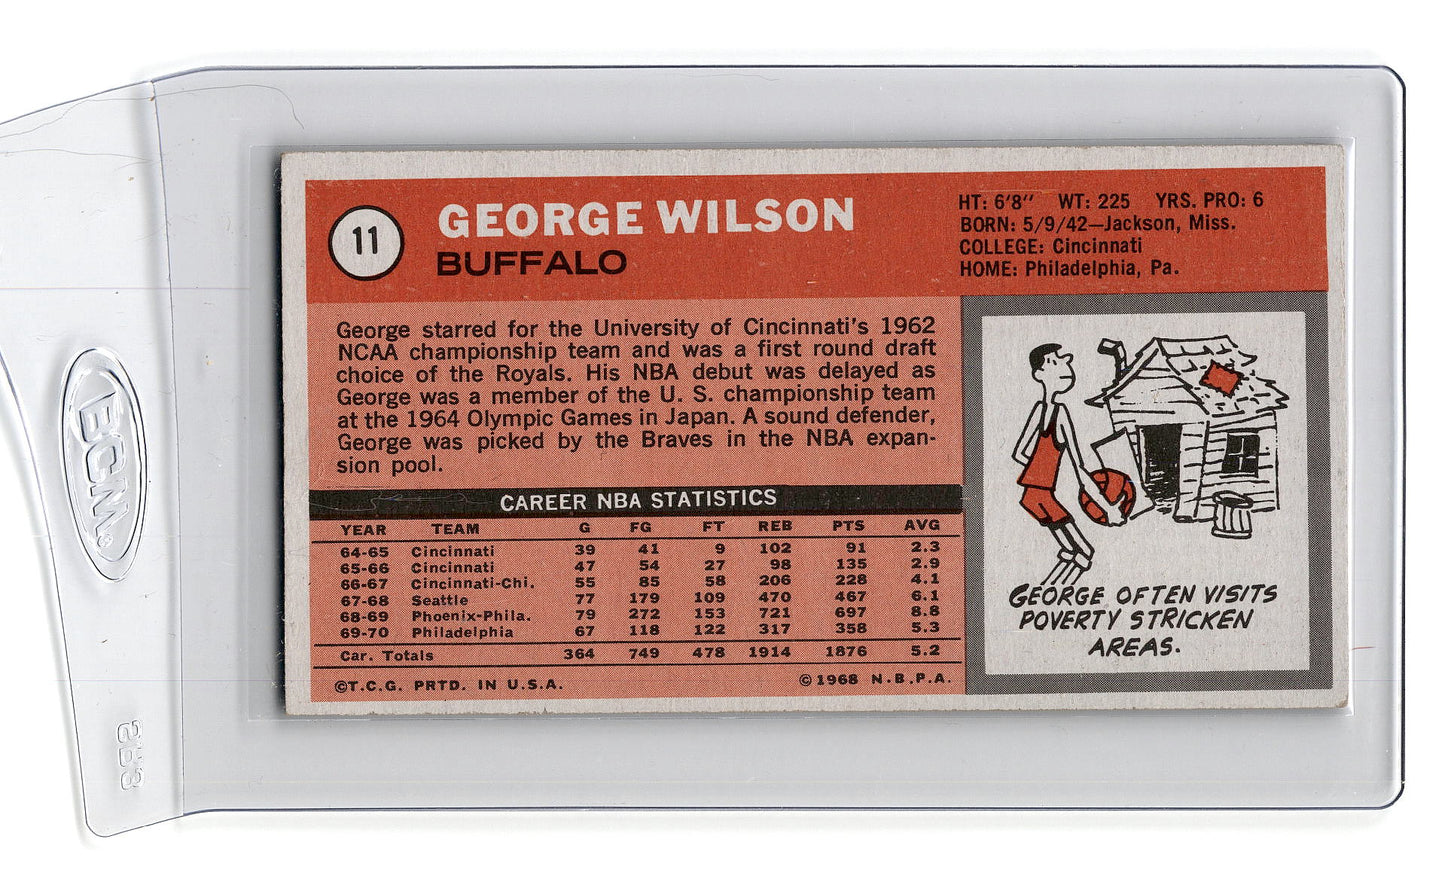 11
GEORGE WILSON
BUFFALO
HT: 6'8" WT: 225 YRS. PRO: 6
BORN: 5/9/42—Jackson, Miss.
COLLEGE: Cincinnati
HOME: Philadelphia, Pa.
George starred for the University of Cincinnati's 1962
NCAA championship team and was a first round draft
choice of the Royals. His NBA debut was delayed as
George was a member of the U. S. championship team
at the 1964 Olympic Games in Japan. A sound defender,
George was picked by the Braves in the NBA expan-
sion pool.
CAREER NBA STATISTICS
YEAR TEAM G FG FT REB PTS AVG
64-65 Cincinnati 39 41 9 102 91 2.3
65-66 Cincinnati 47 54 27 98 135 2.9
66-67 Cincinnati-Chi. 55 85 58 206 228 4.1
67-68 Seattle 77 179 109 470 467 6.1
68-69 Phoenix-Phila. 79 272 153 721 697 8.8
69-70 Philadelphia 67 118 122 317 358 5.3
Car. Totals 364 749 478 1914 1876 5.2
©T.C.G. PRTD. IN U.S.A. ©1968 N.B.P.A.
GEORGE OFTEN VISITS
POVERTY STRICKEN
AREAS.
BCW®